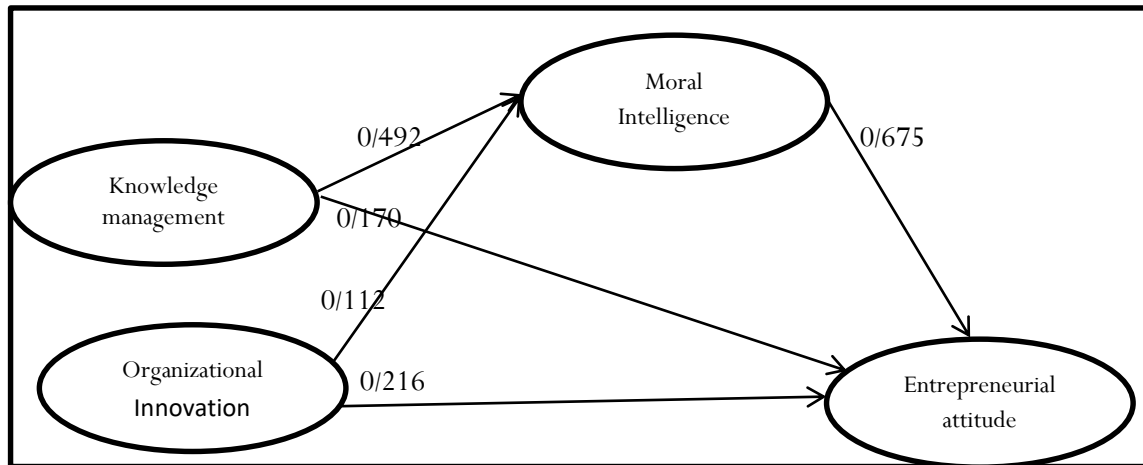 Moral
Intelligence
0/492
0/675
Knowledge
management
0/170
0/112
Organizational
Innovation
0/216
Entrepreneurial
attitude